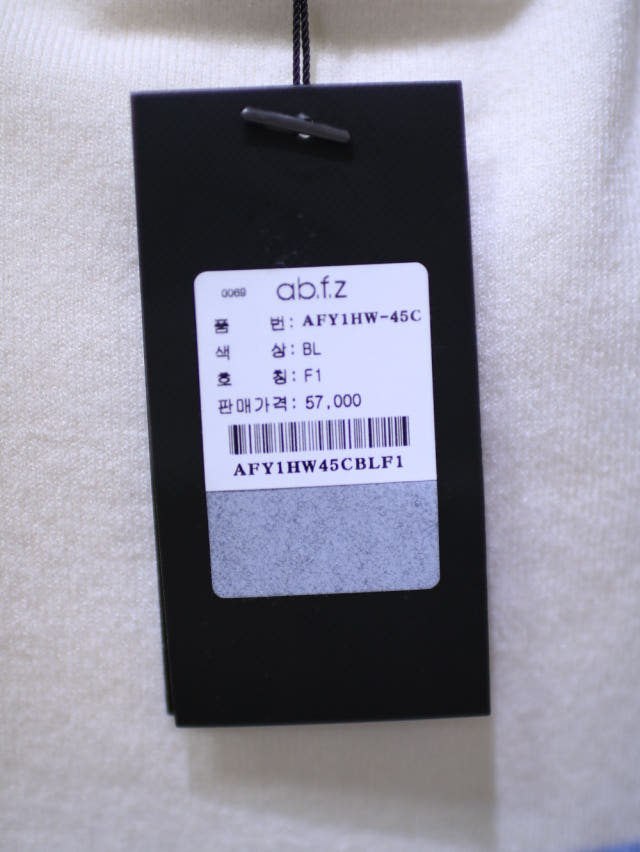 0069 ab.f.z
품 번: AFY1HW-45C
색 상: BL
호 칭: F1
판매가격: 57,000
AFY1HW45CBLF1